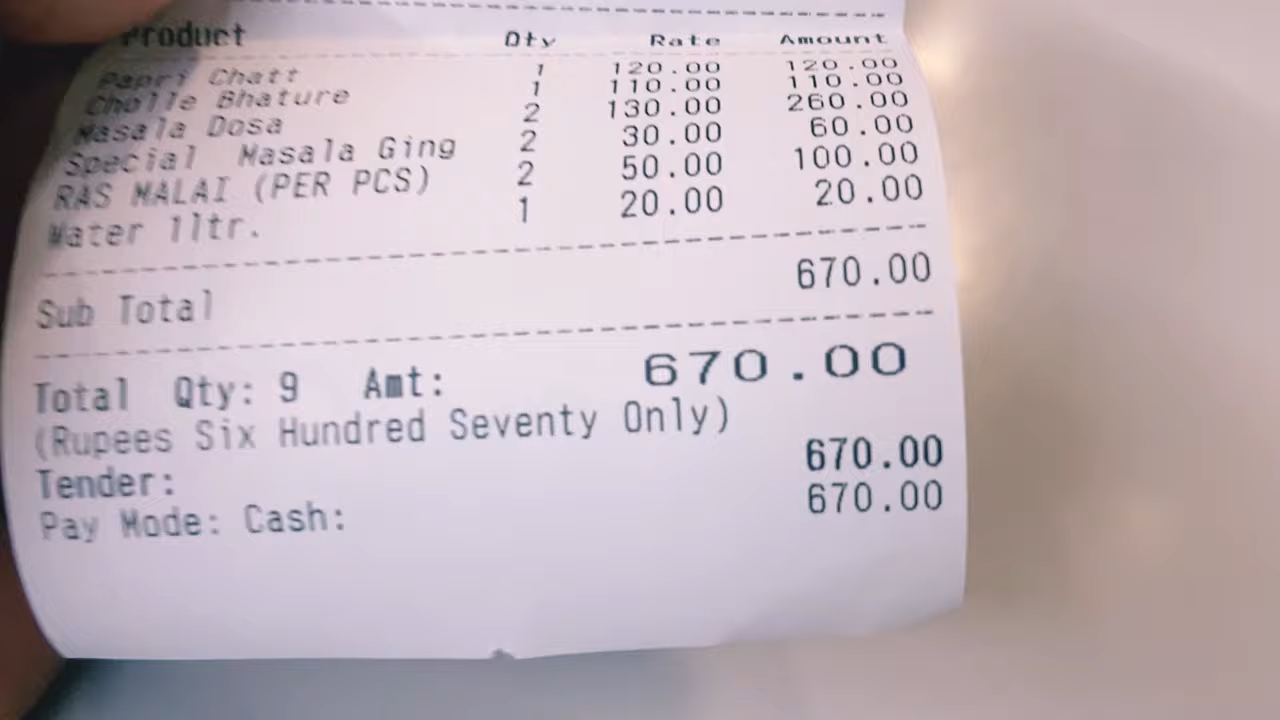 Product Qty Rate Amount
Papri Chatt 1 120.00 120.00
Cholle Bhature 1 110.00 110.00
Masala Dosa 2 130.00 260.00
Special Masala Ging 2 30.00 60.00
RAS MALAI (PER PCS) 2 50.00 100.00
Water 1ltr. 1 20.00 20.00
Sub Total 670.00
Total Qty: 9 Amt: 670.00
(Rupees Six Hundred Seventy Only)
Tender: 670.00
Pay Mode: Cash: 670.00